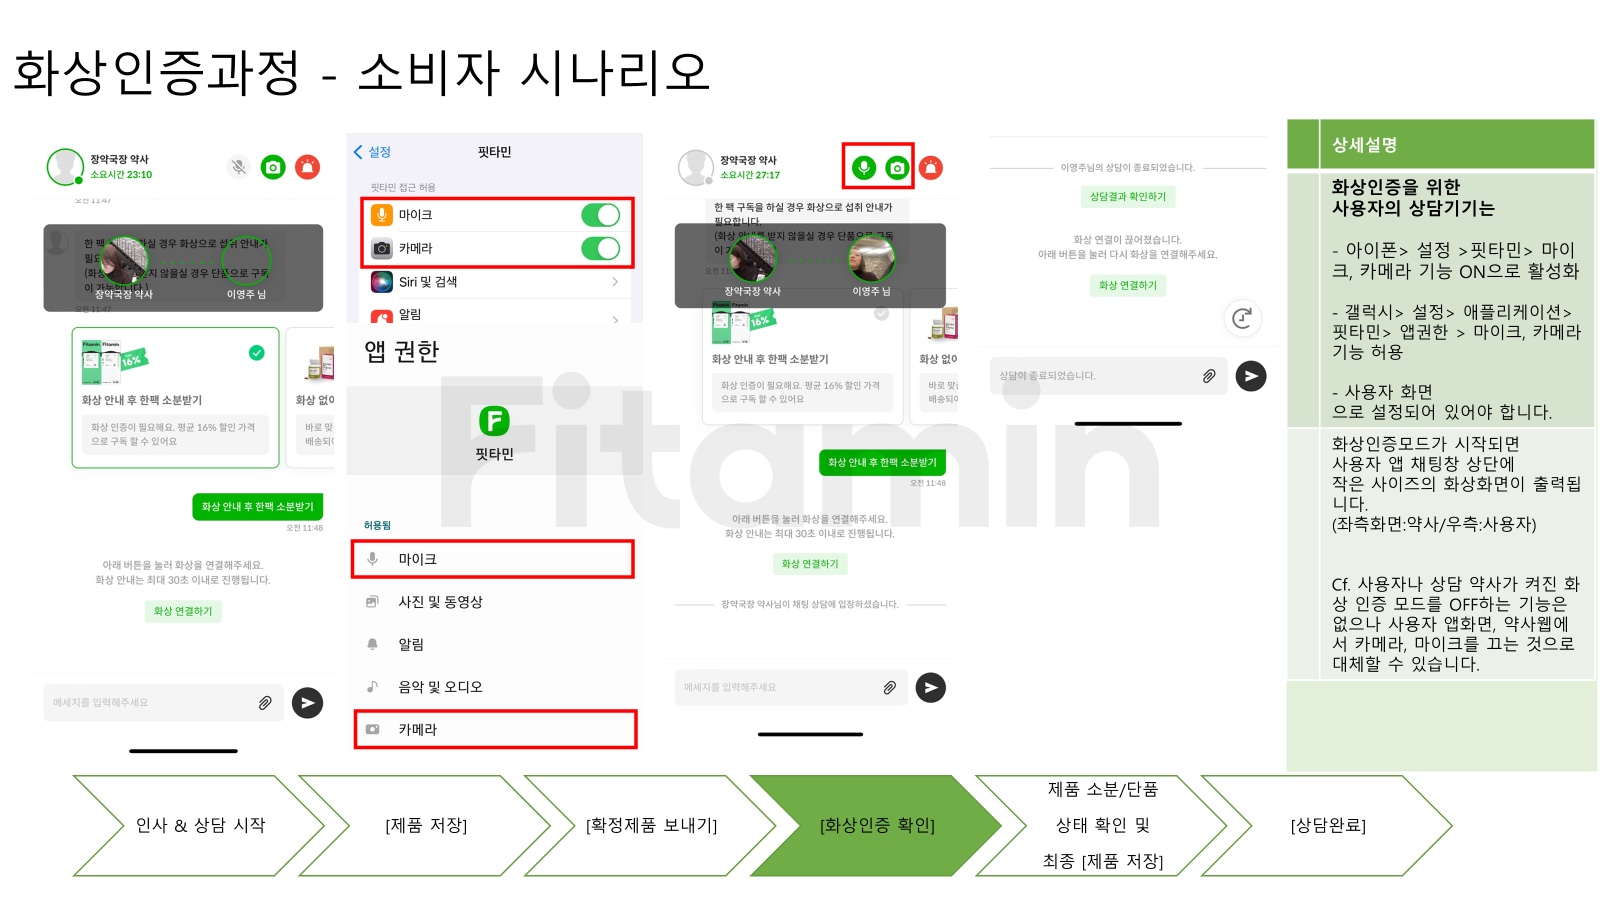 화상인증과정 - 소비자 시나리오
장약국장 약사
소요시간 23:10
오전 11:47
한 팩 구독을 하실 경우 화상으로 섭취 안내가
필요
(화상
받지 않을실 경우 단품으로 구독
이 가능합니다.)
장약국장 약사
이영주 님
오전 11:47
Fitamin
16%
화상 안내 후 한팩 소분받기
화상 인증이 필요해요. 평균 16% 할인 가격
으로 구독 할 수 있어요
화상 없이
바로 맞
배송되어
화상 안내 후 한팩 소분받기
오전 11:48
아래 버튼을 눌러 화상을 연결해주세요.
화상 안내는 최대 30초 이내로 진행됩니다.
화상 연결하기
메세지를 입력해주세요
설정
핏타민
핏타민 접근 허용
마이크
카메라
Siri 및 검색
알림
앱 권한
핏타민
허용됨
마이크
사진 및 동영상
알림
음악 및 오디오
카메라
장약국장 약사
소요시간 27:17
한 팩 구독을 하실 경우 화상으로 섭취 안내가
필요합니다.
(화상 안내를 받지 않을실 경우 단품으로 구독
이 가
장약국장 약사
이영주 님
오전 11
Fitamin
16%
화상 안내 후 한팩 소분받기
화상 인증이 필요해요. 평균 16% 할인 가격
으로 구독 할 수 있어요
화상 없이
바로 맞
배송되어
화상 안내 후 한팩 소분받기
오전 11:48
아래 버튼을 눌러 화상을 연결해주세요.
화상 안내는 최대 30초 이내로 진행됩니다.
화상 연결하기
장약국장 약사님이 채팅 상담에 입장하셨습니다.
메세지를 입력해주세요
이영주님의 상담이 종료되었습니다.
상담결과 확인하기
화상 연결이 끊어졌습니다.
아래 버튼을 눌러 다시 화상을 연결해주세요.
화상 연결하기
상담이 종료되었습니다.
Fitamin
상세설명
화상인증을 위한
사용자의 상담기기는
- 아이폰> 설정 >핏타민> 마이
크, 카메라 기능 ON으로 활성화
- 갤럭시> 설정> 애플리케이션>
핏타민> 앱권한 > 마이크, 카메라
기능 허용
- 사용자 화면
으로 설정되어 있어야 합니다.
화상인증모드가 시작되면
사용자 앱 채팅창 상단에
작은 사이즈의 화상화면이 출력됩
니다.
(좌측화면:약사/우측:사용자)
Cf. 사용자나 상담 약사가 켜진 화
상 인증 모드를 OFF하는 기능은
없으나 사용자 앱화면, 약사웹에
서 카메라, 마이크를 끄는 것으로
대체할 수 있습니다.
인사 & 상담 시작
[제품 저장]
[확정제품 보내기]
[화상인증 확인]
제품 소분/단품
상태 확인 및
최종 [제품 저장]
[상담완료]